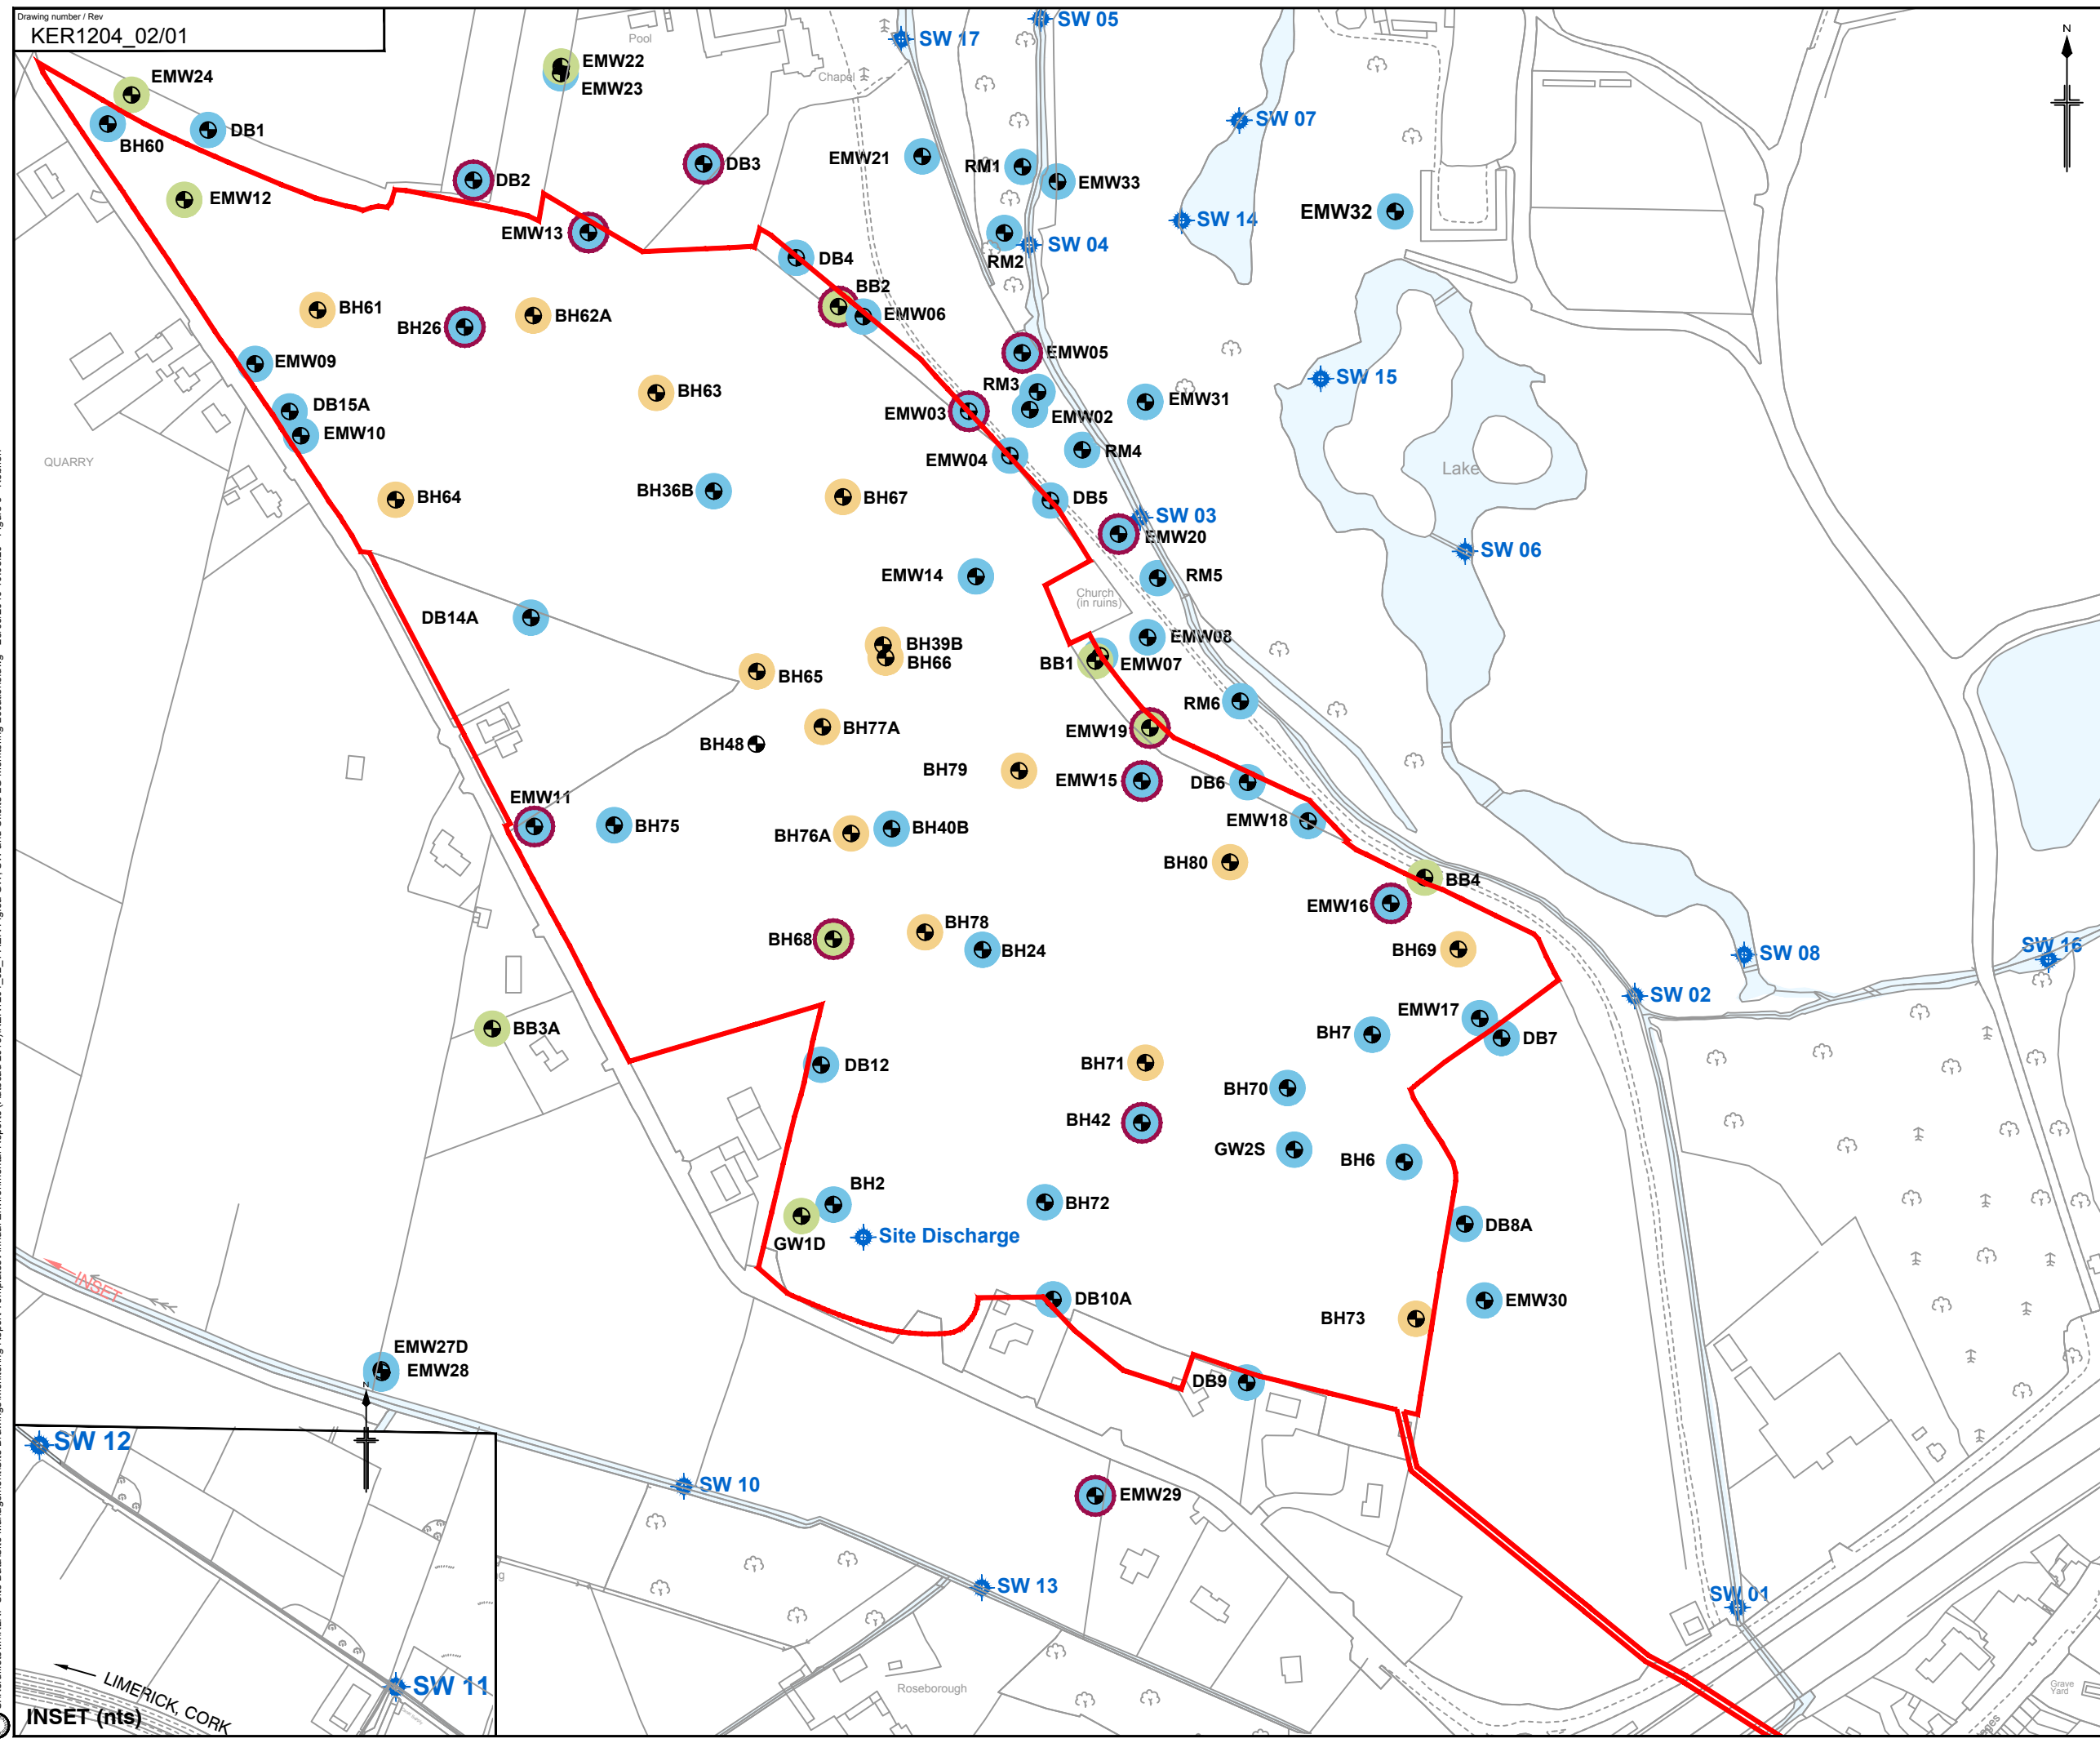 Drawing number / Rev
KER1204_02/01
N
SW 05
SW 17
Pool
EMW22
EMW23
Chapel
EMW24
BH60
DB1
SW 07
EMW21
RM1
EMW33
DB3
DB2
EMW12
EMW32
SW 14
EMW13
SW 04
RM2
DB4
BB2
EMW06
BH61
BH26
BH62A
EMW05
EMW09
SW 15
RM3
BH63
EMW31
DB15A
EMW03
EMW02
EMW10
RM4
EMW04
QUARRY
Lake
BH64
BH36B
BH67
DB5
SW 03
EMW20
SW 06
EMW14
RM5
Church
(in ruins)
DB14A
EMW08
BH39B
BH66
BB1
EMW07
BH65
RM6
BH77A
EMW19
BH48
BH79
EMW15
DB6
EMW11
BH75
BH76A
BH40B
EMW18
BH80
BB4
EMW16
BH78
BH68
BH24
BH69
SW 16
SW 08
SW 02
EMW17
BB3A
BH7
DB7
DB12
BH71
BH70
BH42
GW2S
BH6
BH2
BH72
GW1D
DB8A
Site Discharge
INSET
DB10A
EMW30
BH73
EMW27D
EMW28
DB9
N
SW 12
SW 10
EMW29
SW 13
SW 01
SW 11
LIMERICK, CORK
Roseborough
Grave
Yard
INSET (nts)